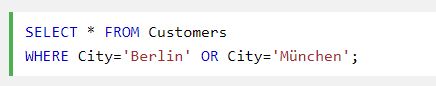 SELECT * FROM Customers
WHERE City='Berlin' OR City='München';